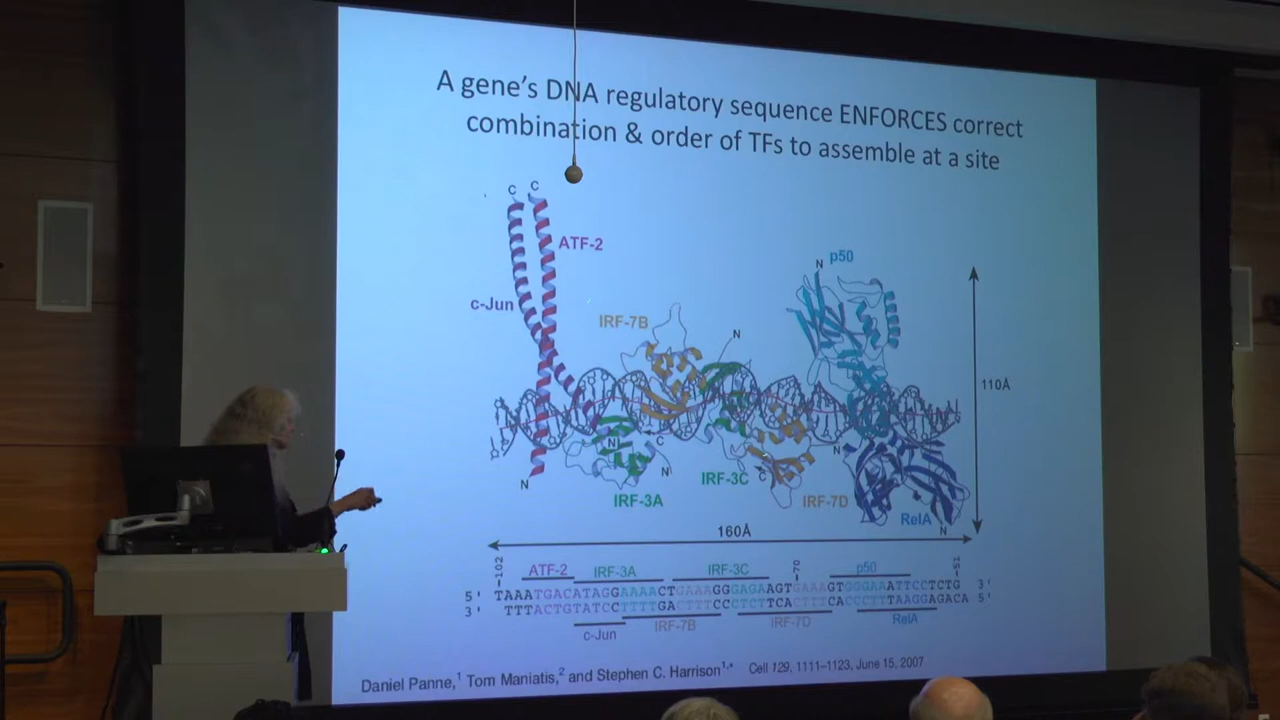 A gene's DNA regulatory sequence ENFORCES correct
combination & order of TFs to assemble at a site
C C
ATF-2
c-Jun
N p50
IRF-7B
N
110Å
C
N
N
N
IRF-3C
C
N
IRF-3A
IRF-7D
RelA
N
160Å
-102
-70
-51
ATF-2 IRF-3A IRF-3C p50
5' TAAATGACATAGGAAAACTGAAAGGGAGAAGTGAAAGTGGGAAATTCCTCTG 3'
3' TTTACTGTATCCTTTTGACTTTCCCTCTTCACTTTCACCCTTTAAGGAGACA 5'
c-Jun IRF-7B IRF-7D RelA
Daniel Panne,1 Tom Maniatis,2 and Stephen C. Harrison1,* Cell 129, 1111–1123, June 15, 2007